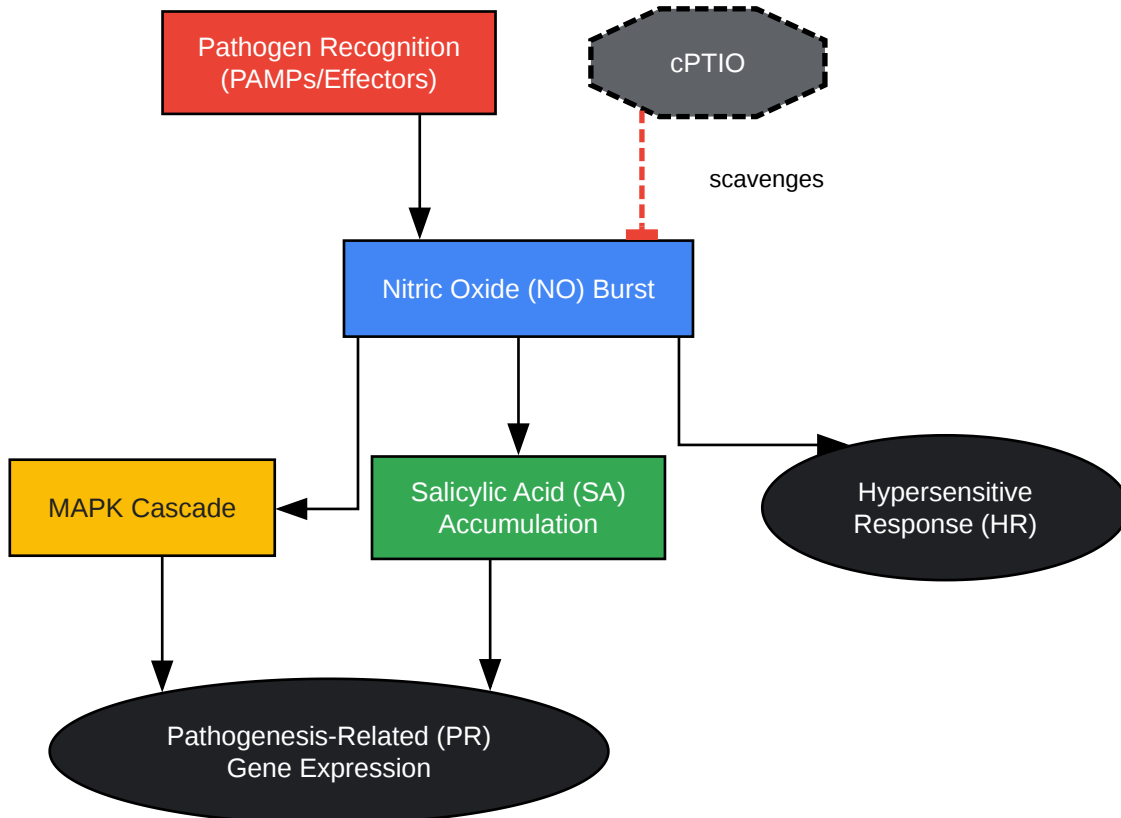 Pathogen Recognition
(PAMPs/Effectors)
cPTIO
scavenges
Nitric Oxide (NO) Burst
MAPK Cascade
Salicylic Acid (SA)
Accumulation
Hypersensitive
Response (HR)
Pathogenesis-Related (PR)
Gene Expression